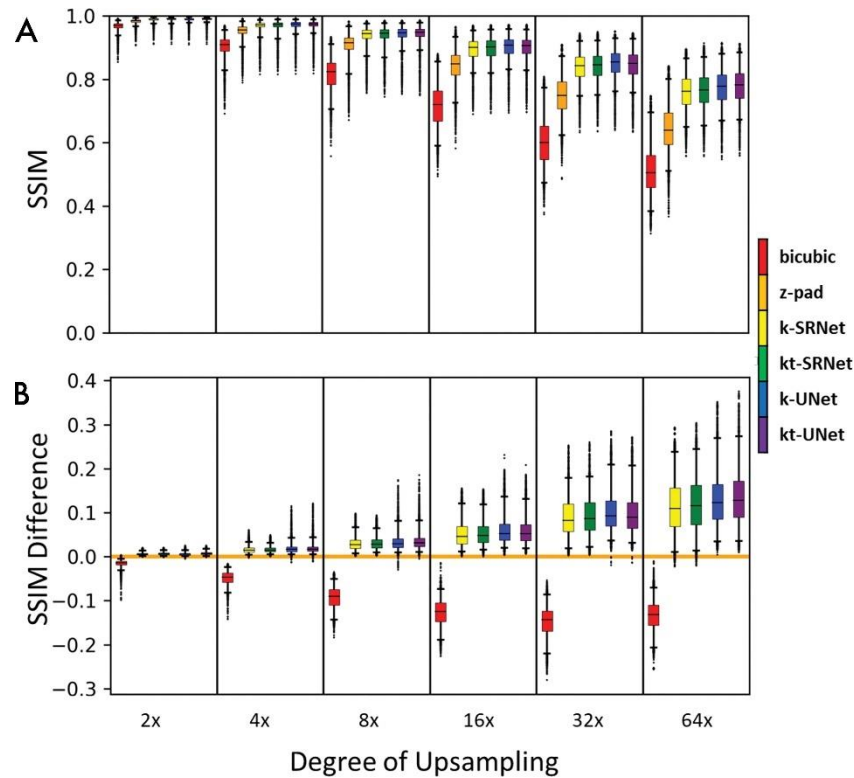 A
1.0
0.8
0.6
0.4
0.2
0.0
SSIM
bicubic
z-pad
k-SRNet
kt-SRNet
k-UNet
kt-UNet
B
0.4
0.3
0.2
0.1
0.0
−0.1
−0.2
−0.3
SSIM Difference
2x 4x 8x 16x 32x 64x
Degree of Upsampling